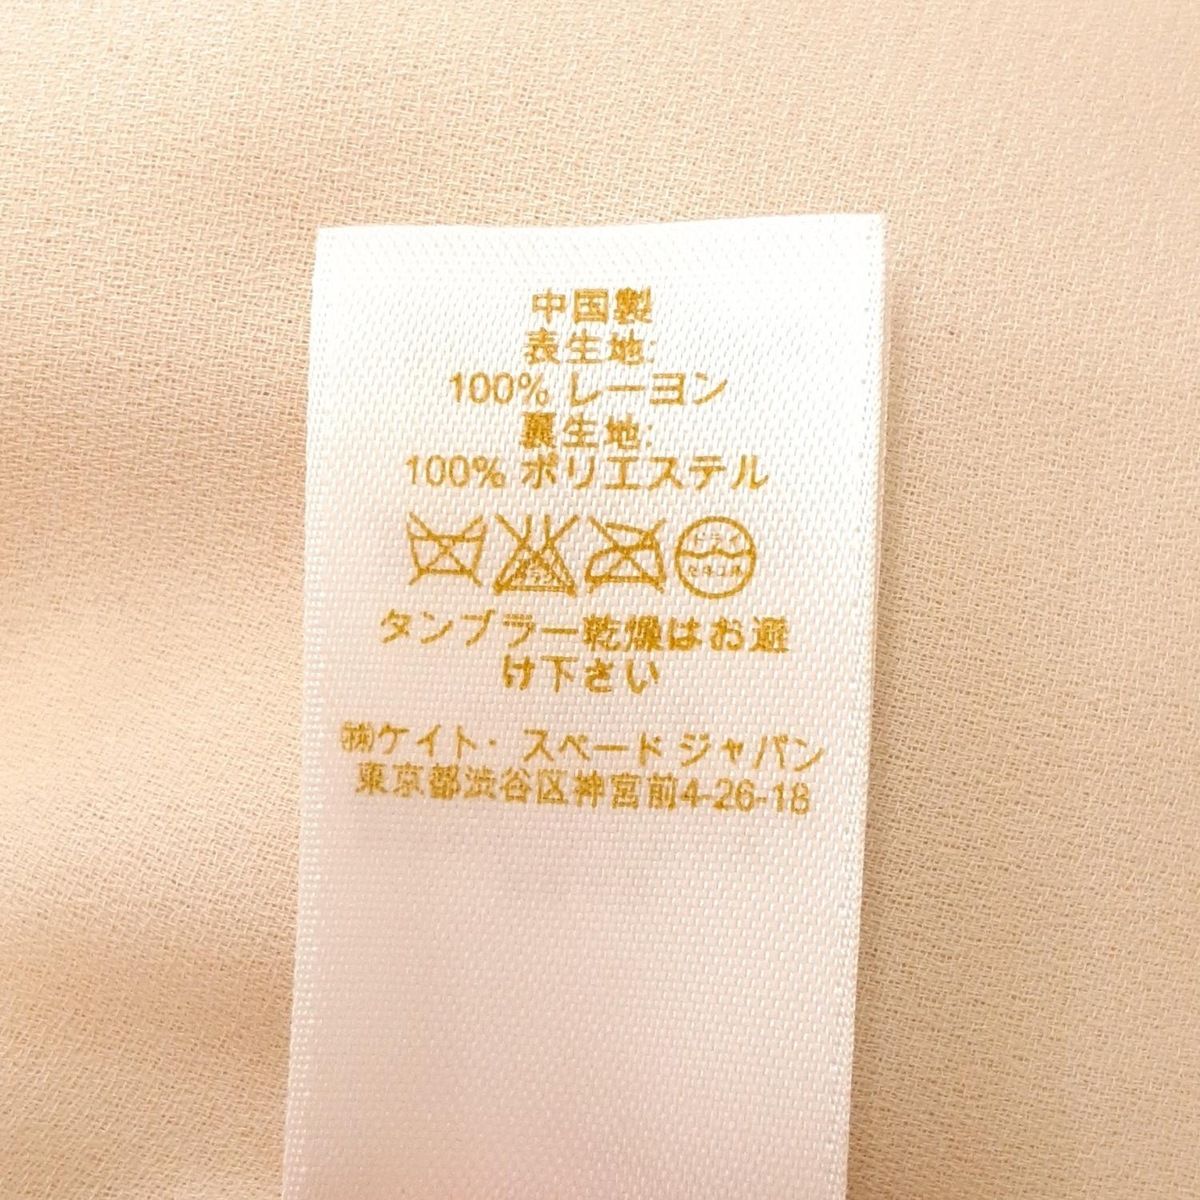 中国製
表生地:
100% レーヨン
裏生地:
100% ポリエステル
ドライ
タンブラー乾燥はお避
け下さい
㈱ケイト・スペード ジャパン
東京都渋谷区神宮前4-26-18